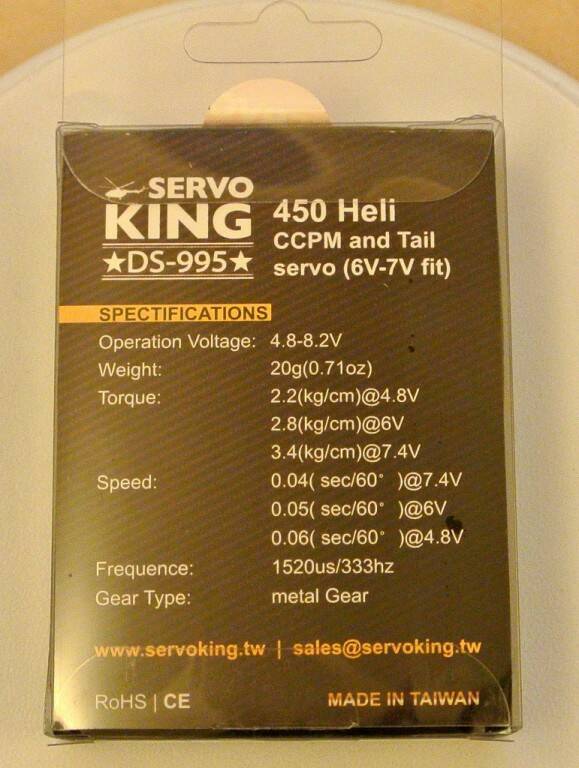 SERVO
KING
★DS-995★
450 Heli
CCPM and Tail
servo (6V-7V fit)
SPECTIFICATIONS
Operation Voltage: 4.8-8.2V
Weight: 20g(0.71oz)
Torque: 2.2(kg/cm)@4.8V
2.8(kg/cm)@6V
3.4(kg/cm)@7.4V
Speed: 0.04( sec/60° )@7.4V
0.05( sec/60° )@6V
0.06( sec/60° )@4.8V
Frequence: 1520us/333hz
Gear Type: metal Gear
www.servoking.tw | sales@servoking.tw
RoHS | CE MADE IN TAIWAN